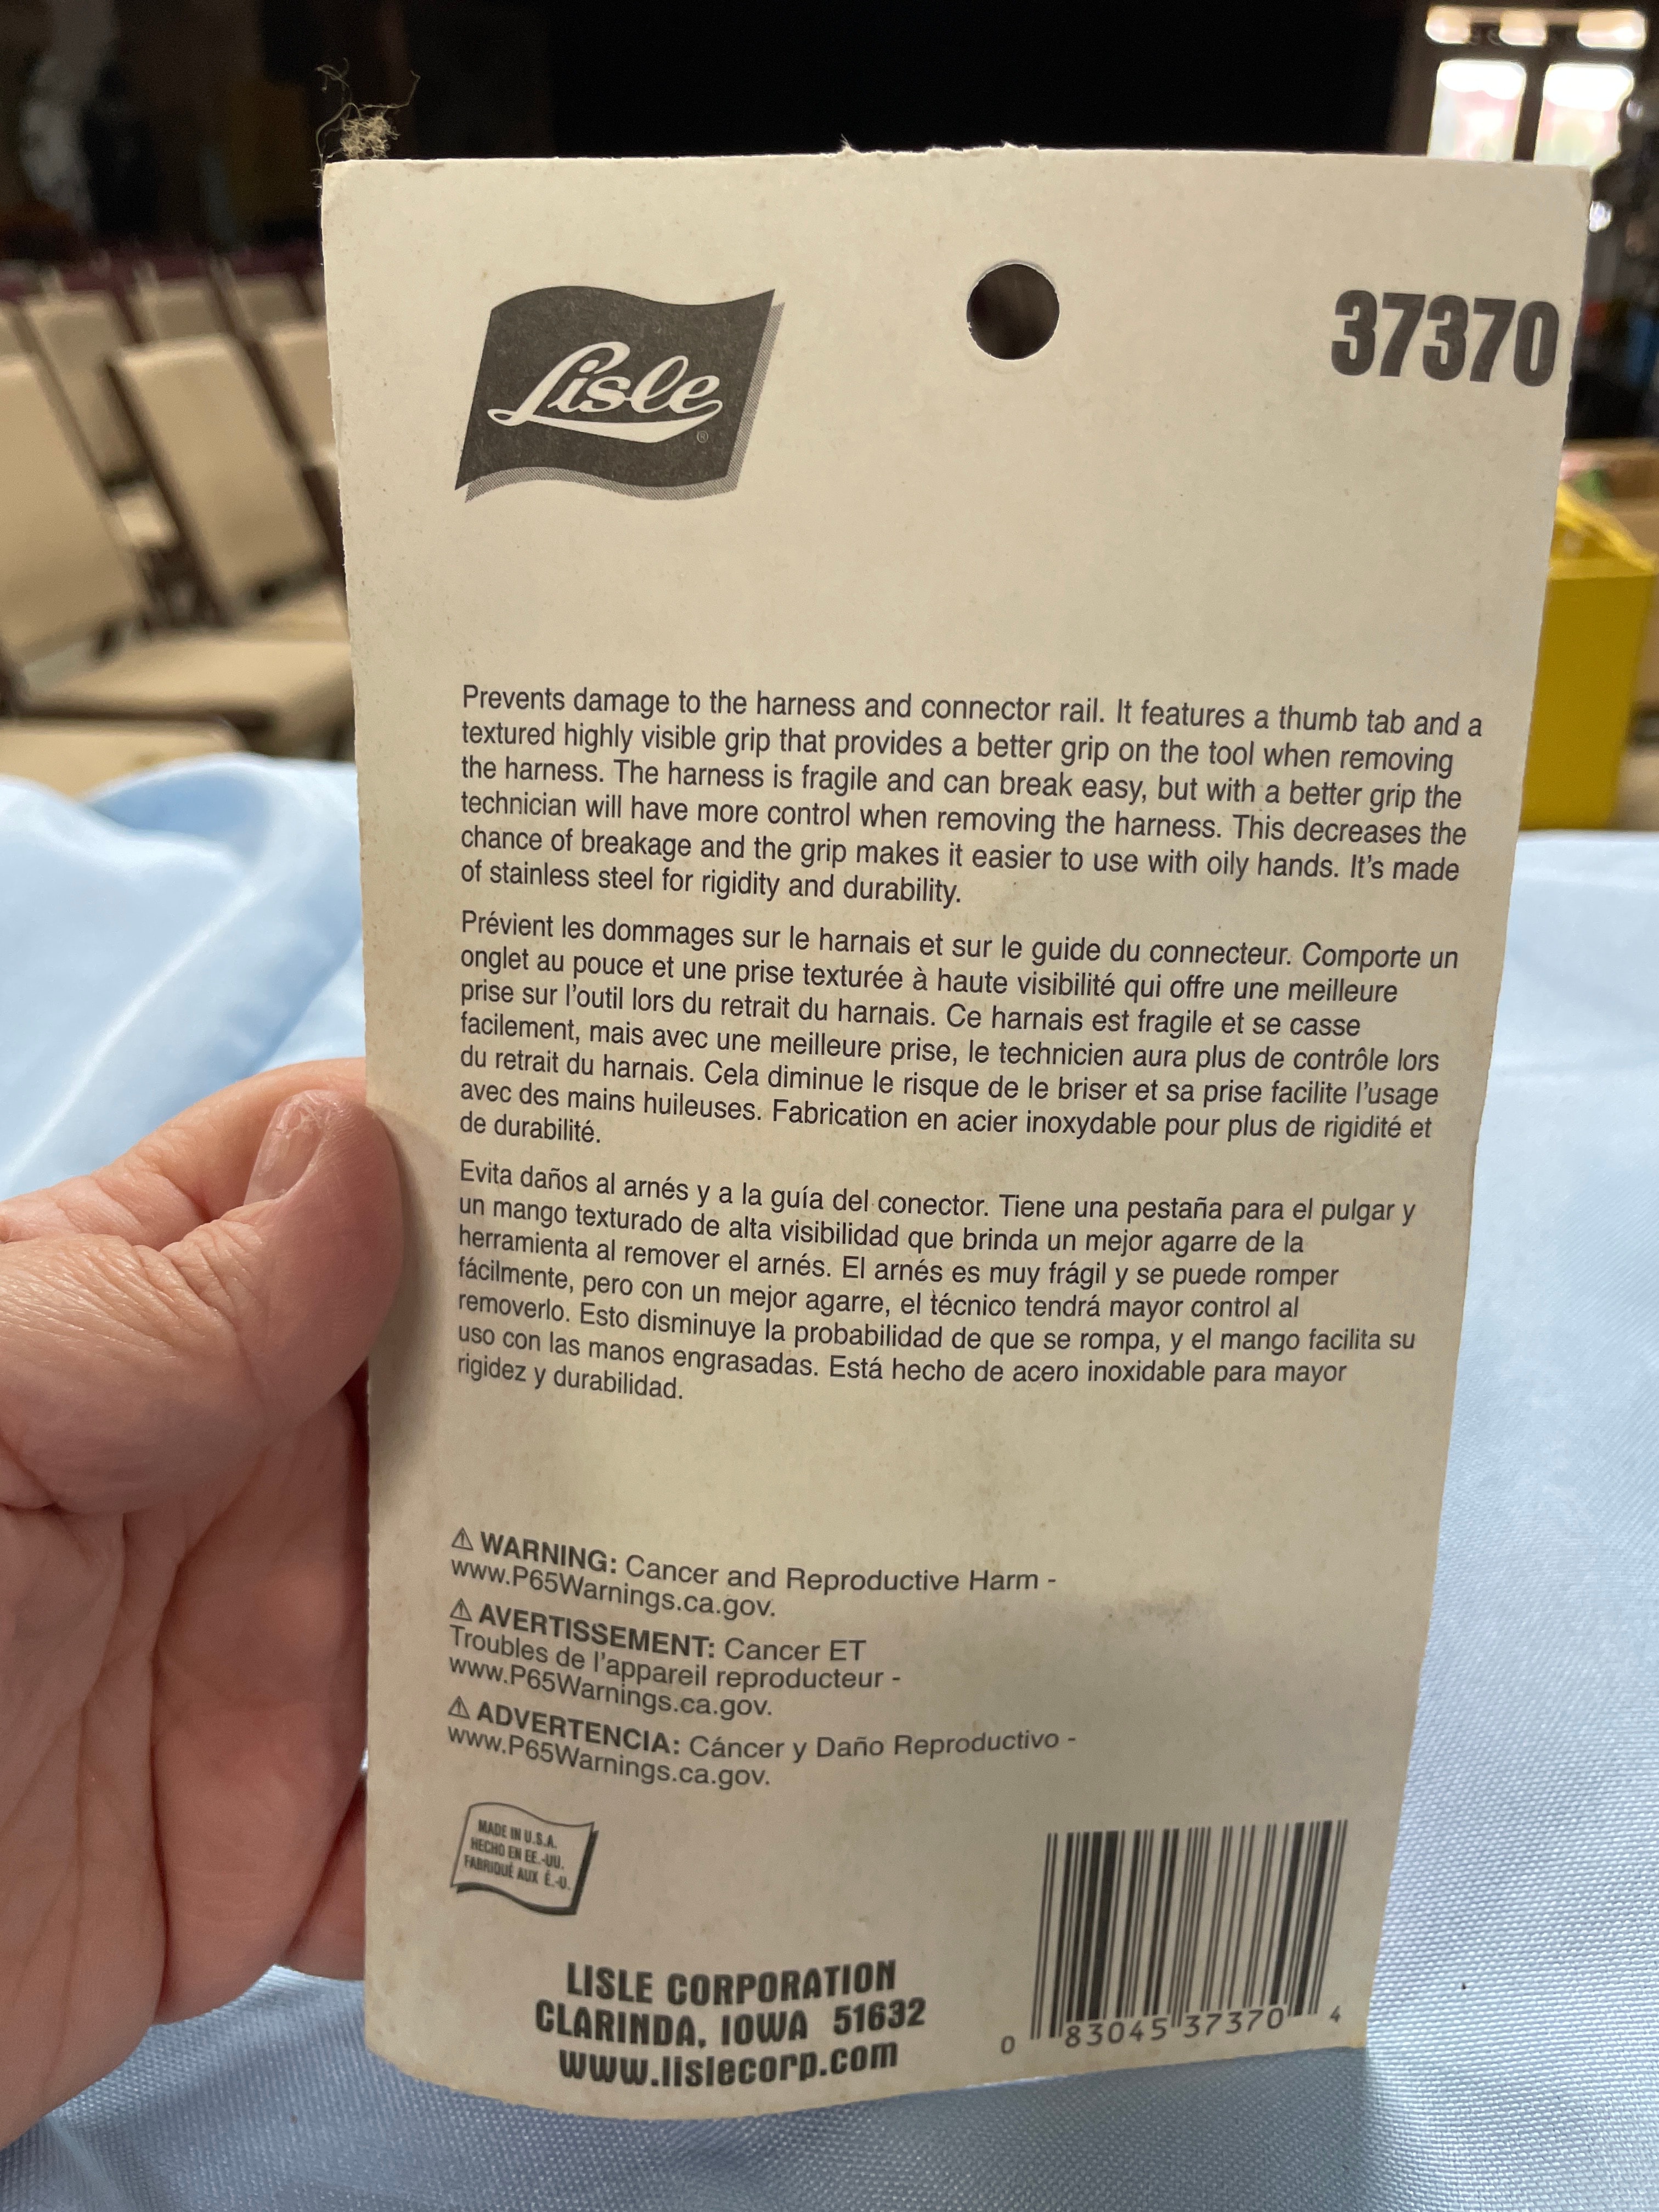 Lisle
®
37370
Prevents damage to the harness and connector rail. It features a thumb tab and a
textured highly visible grip that provides a better grip on the tool when removing
the harness. The harness is fragile and can break easy, but with a better grip the
technician will have more control when removing the harness. This decreases the
chance of breakage and the grip makes it easier to use with oily hands. It's made
of stainless steel for rigidity and durability.
Prévient les dommages sur le harnais et sur le guide du connecteur. Comporte un
onglet au pouce et une prise texturée à haute visibilité qui offre une meilleure
prise sur l'outil lors du retrait du harnais. Ce harnais est fragile et se casse
facilement, mais avec une meilleure prise, le technicien aura plus de contrôle lors
du retrait du harnais. Cela diminue le risque de le briser et sa prise facilite l'usage
avec des mains huileuses. Fabrication en acier inoxydable pour plus de rigidité et
de durabilité.
Evita daños al arnés y a la guía del conector. Tiene una pestaña para el pulgar y
un mango texturado de alta visibilidad que brinda un mejor agarre de la
herramienta al remover el arnés. El arnés es muy frágil y se puede romper
fácilmente, pero con un mejor agarre, el técnico tendrá mayor control al
removerlo. Esto disminuye la probabilidad de que se rompa, y el mango facilita su
uso con las manos engrasadas. Está hecho de acero inoxidable para mayor
rigidez y durabilidad.
⚠ WARNING: Cancer and Reproductive Harm -
www.P65Warnings.ca.gov.
⚠ AVERTISSEMENT: Cancer ET
Troubles de l'appareil reproducteur -
www.P65Warnings.ca.gov.
⚠ ADVERTENCIA: Cáncer y Daño Reproductivo -
www.P65Warnings.ca.gov.
MADE IN U.S.A.
HECHO EN EE.-UU.
FABRIQUÉ AUX É.-U.
LISLE CORPORATION
CLARINDA, IOWA 51632
www.lislecorp.com
0 83045 37370 4